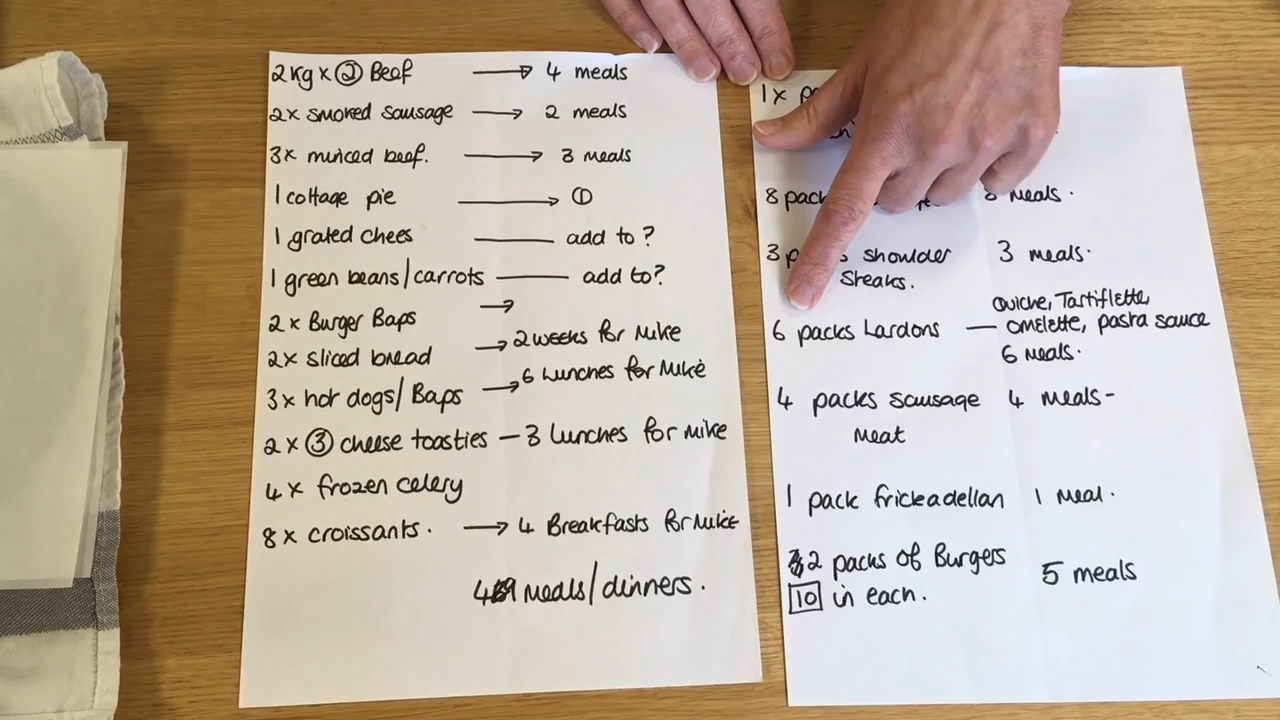 2kg x ② Beef → 4 meals
2x smoked sausage → 2 meals
3x minced beef. → 3 meals
1 cottage pie → ①
1 grated chees — add to ?
1 green beans/carrots — add to?
2 x Burger Baps →
2x sliced bread → 2 weeks for Mike
3x hot dogs/Baps → 6 Lunches for Mike
2 x ③ cheese toasties — 3 Lunches for Mike
4x frozen celery
8x croissants. → 4 Breakfasts for Mike
meals/dinners.
1x
8 meals.
3 shoulder 3 meals.
Steaks.
Quiche, Tartiflette,
6 packs Lardons — omelette, pasta sauce
6 meals.
4 packs sausage 4 meals-
Meat
1 pack frickadellan 1 meal.
2 packs of Burgers
5 meals
10 in each.